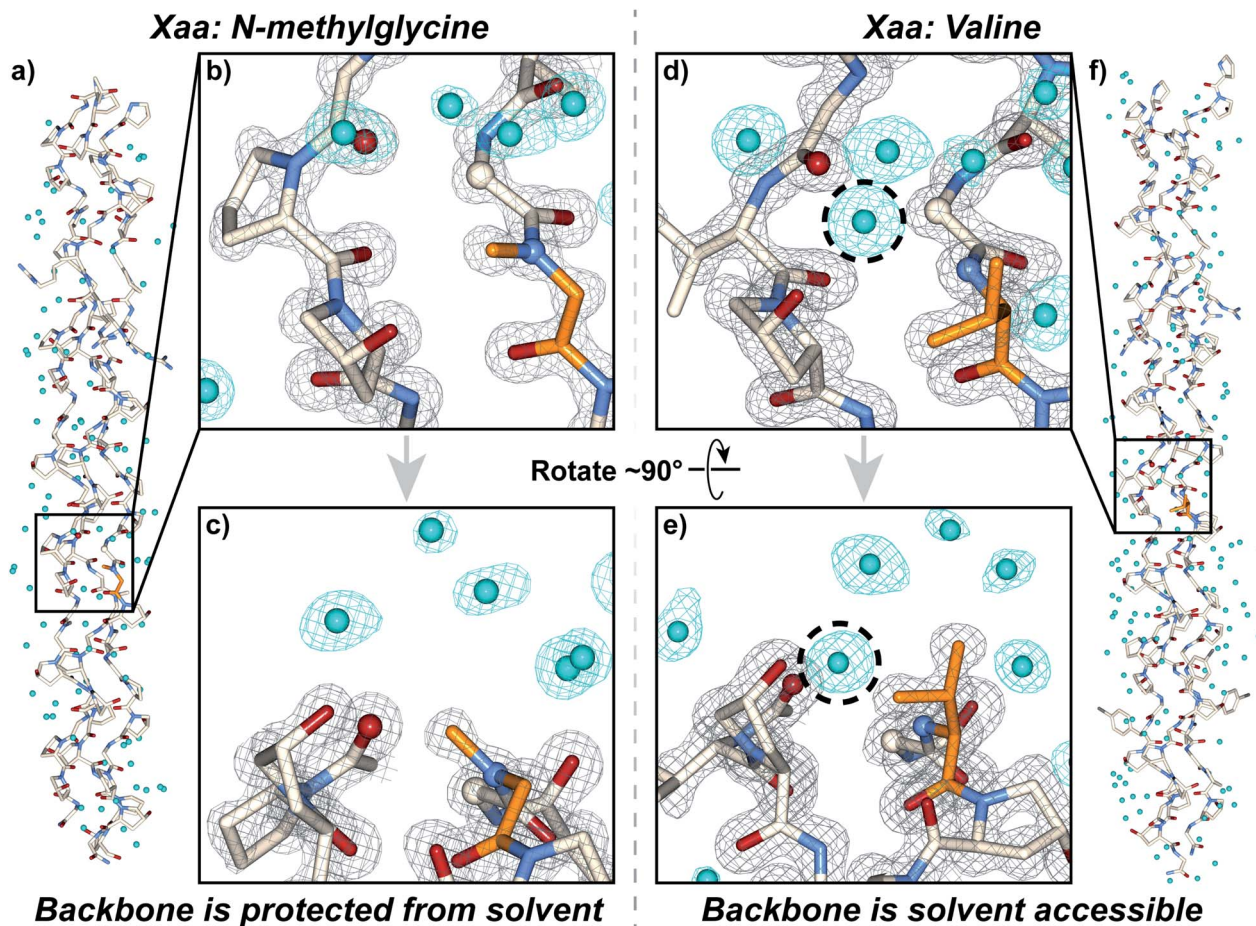 Xaa: N-methylglycine
Xaa: Valine
a)
b)
d)
f)
Rotate ~90°
c)
e)
Backbone is protected from solvent
Backbone is solvent accessible